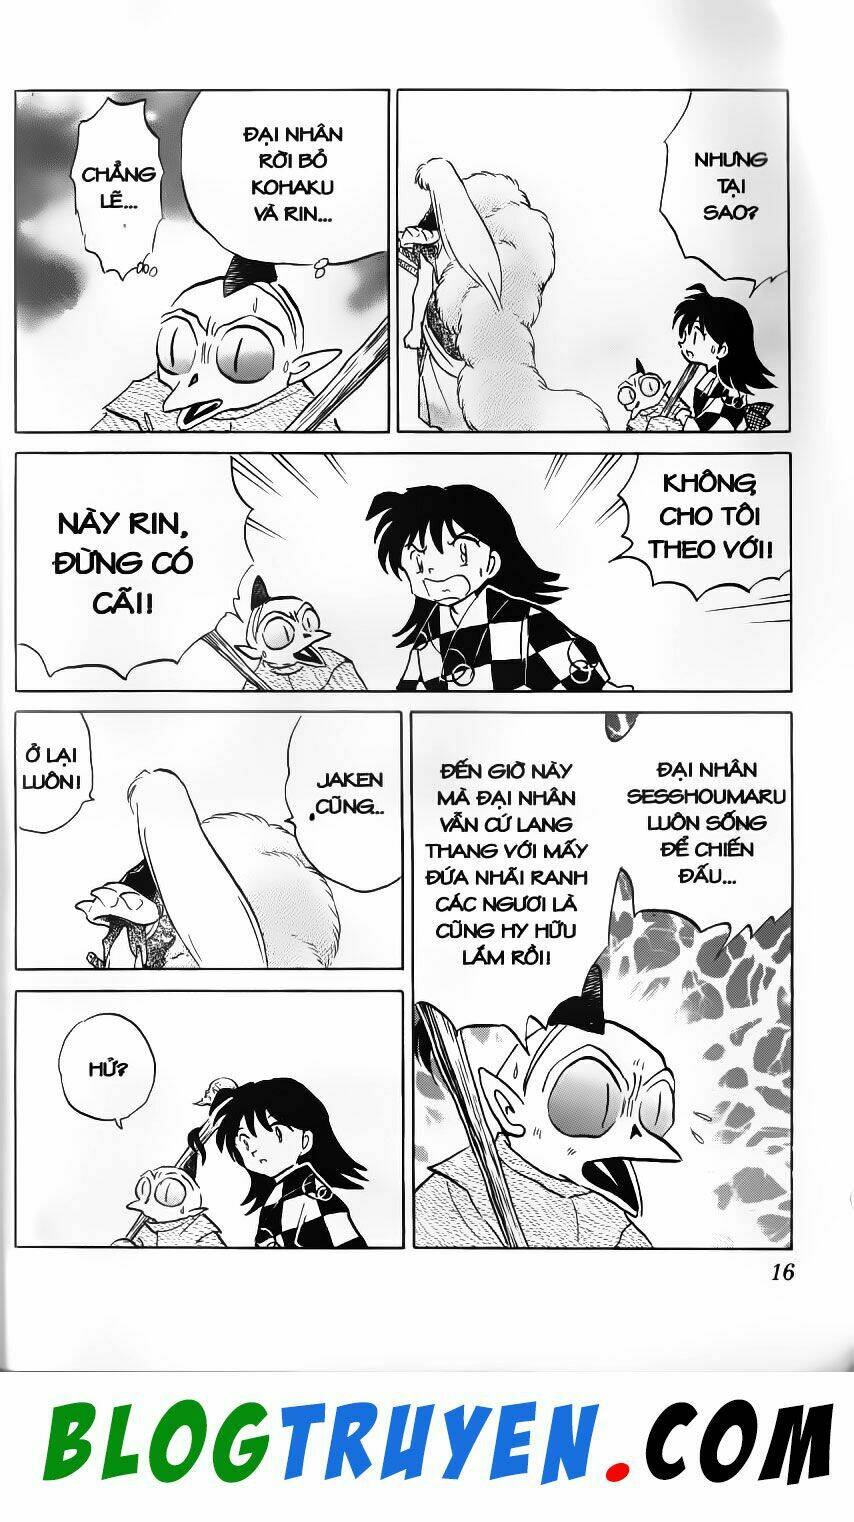 NHƯNG
TẠI
SAO?
ĐẠI NHÂN
RỜI BỎ
KOHAKU
VÀ RIN...
CHẲNG
LẼ...
KHÔNG,
CHO TÔI
THEO VỚI!
NÀY RIN,
ĐỪNG CÓ
CÃI!
ĐẠI NHÂN
SESSHOUMARU
LUÔN SỐNG
ĐỂ CHIẾN
ĐẤU...
ĐẾN GIỜ NÀY
MÀ ĐẠI NHÂN
VẪN CỨ LANG
THANG VỚI MẤY
ĐỨA NHÃI RANH
CÁC NGƯƠI LÀ
CŨNG HY HỮU
LẮM RỒI!
JAKEN
CŨNG...
Ở LẠI
LUÔN!
HỬ?
16
BLOGTRUYEN.COM